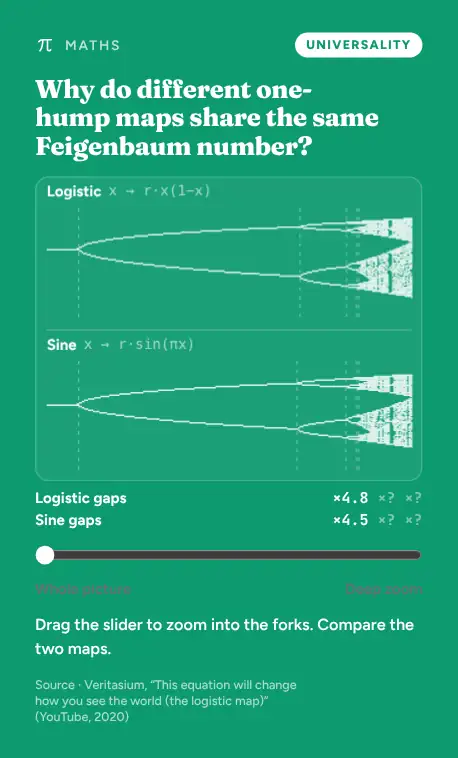 π MATHS
UNIVERSALITY
Why do different one-
hump maps share the same
Feigenbaum number?
Logistic x → r·x(1−x)
Sine x → r·sin(πx)
Logistic gaps ×4.8 ×? ×?
Sine gaps ×4.5 ×? ×?
Whole picture Deep zoom
Drag the slider to zoom into the forks. Compare the
two maps.
Source · Veritasium, “This equation will change
how you see the world (the logistic map)”
(YouTube, 2020)